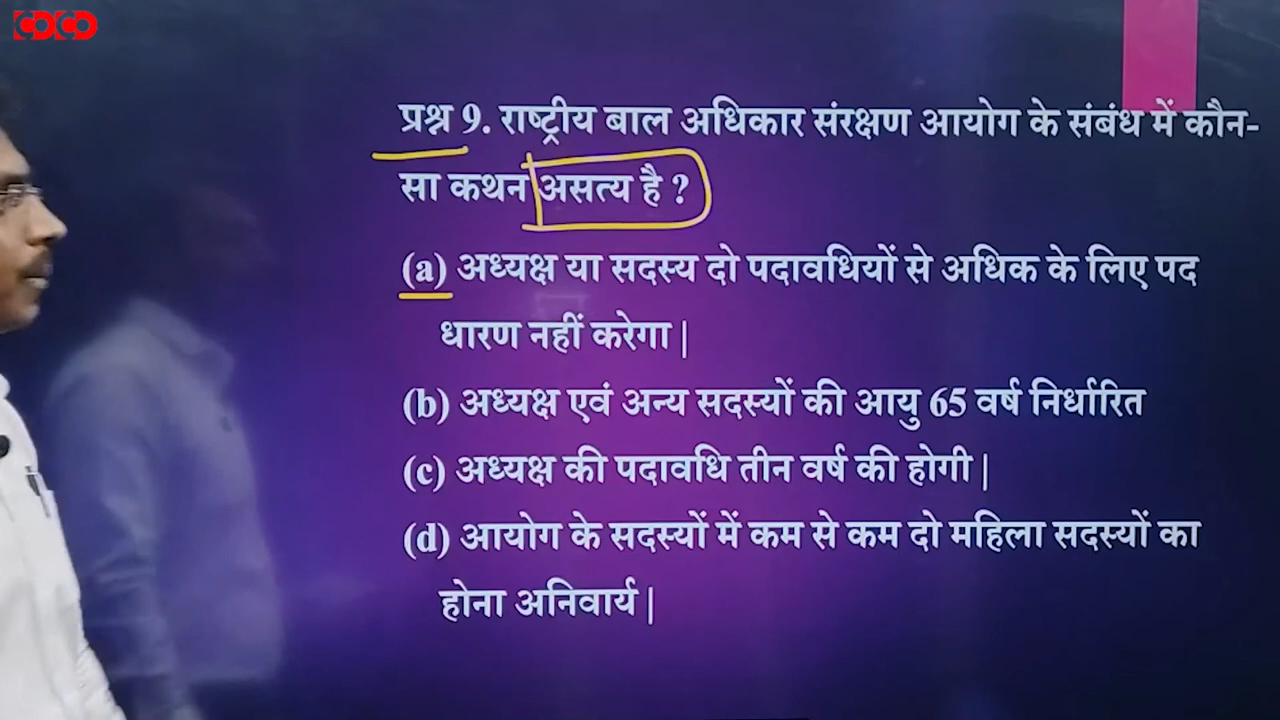 COCO
प्रश्न 9. राष्ट्रीय बाल अधिकार संरक्षण आयोग के संबंध में कौन-
सा कथन असत्य है ?
(a) अध्यक्ष या सदस्य दो पदावधियों से अधिक के लिए पद
धारण नहीं करेगा |
(b) अध्यक्ष एवं अन्य सदस्यों की आयु 65 वर्ष निर्धारित
(c) अध्यक्ष की पदावधि तीन वर्ष की होगी |
(d) आयोग के सदस्यों में कम से कम दो महिला सदस्यों का
होना अनिवार्य |